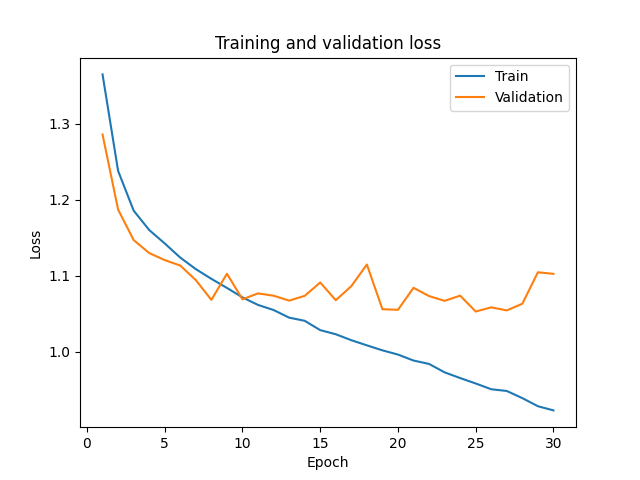 Training and validation loss
Train
Validation
1.3
1.2
1.1
1.0
Loss
0 5 10 15 20 25 30
Epoch